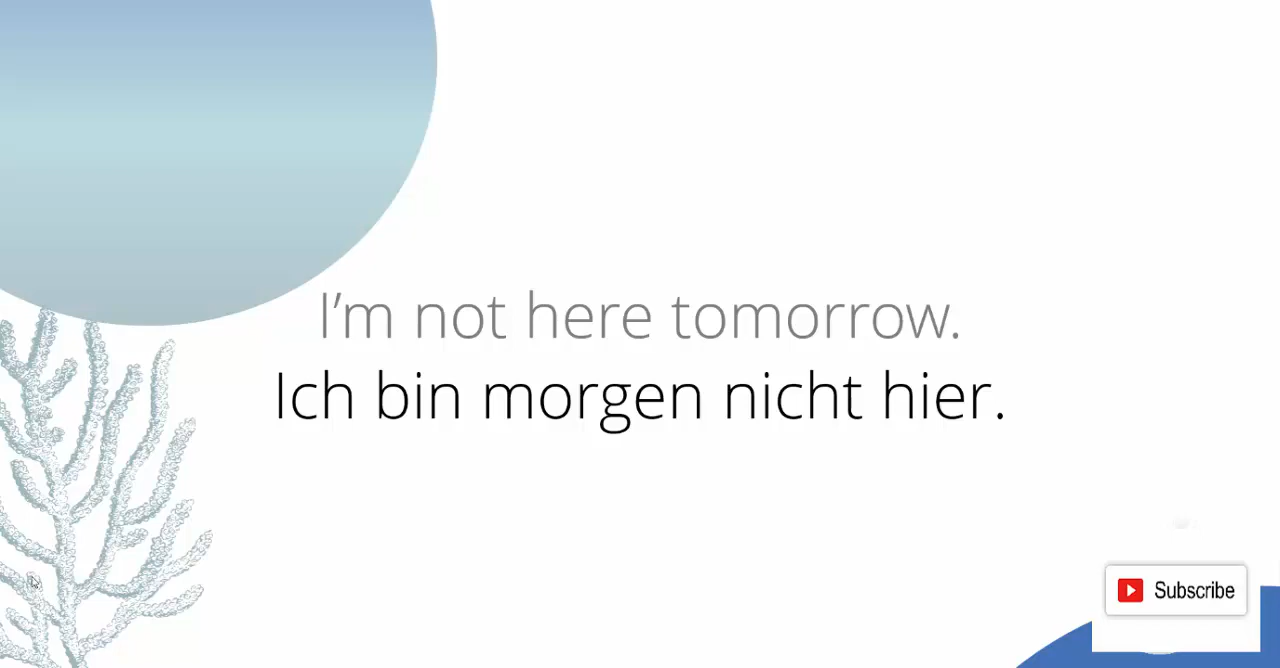 I’m not here tomorrow.
Ich bin morgen nicht hier.
Subscribe